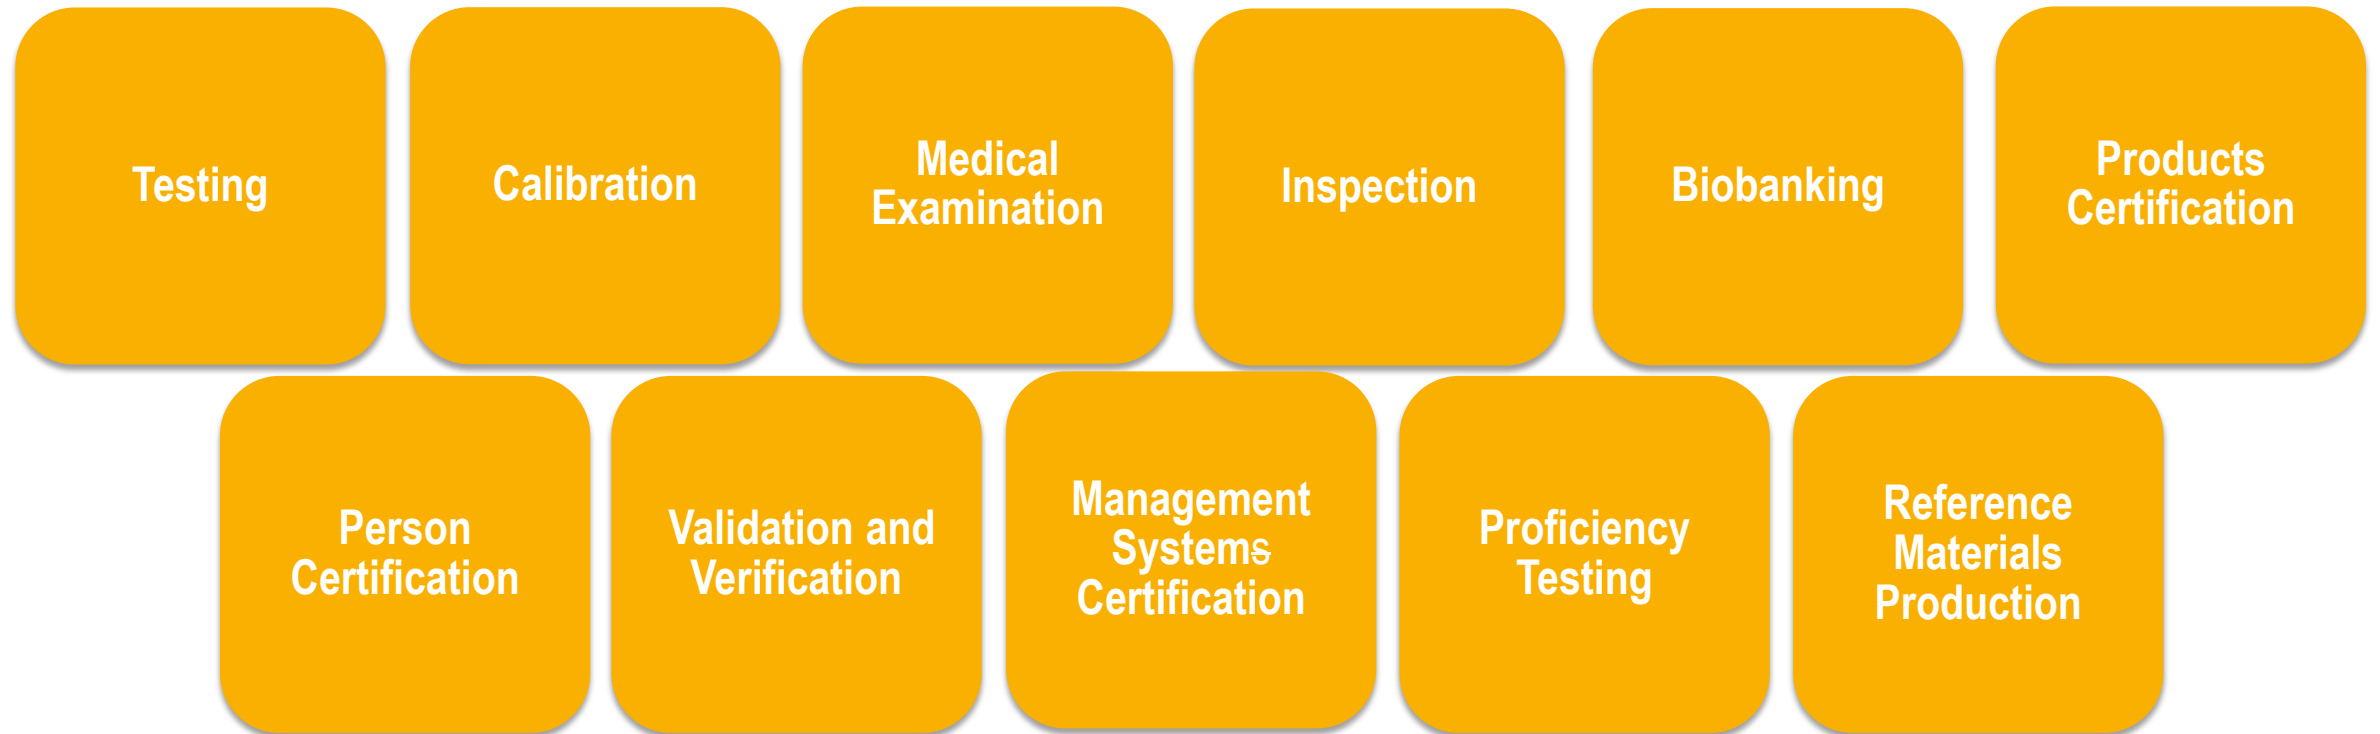 Testing
Calibration
Medical
Examination
Inspection
Biobanking
Products
Certification
Person
Certification
Validation and
Verification
Management
Systems
Certification
Proficiency
Testing
Reference
Materials
Production